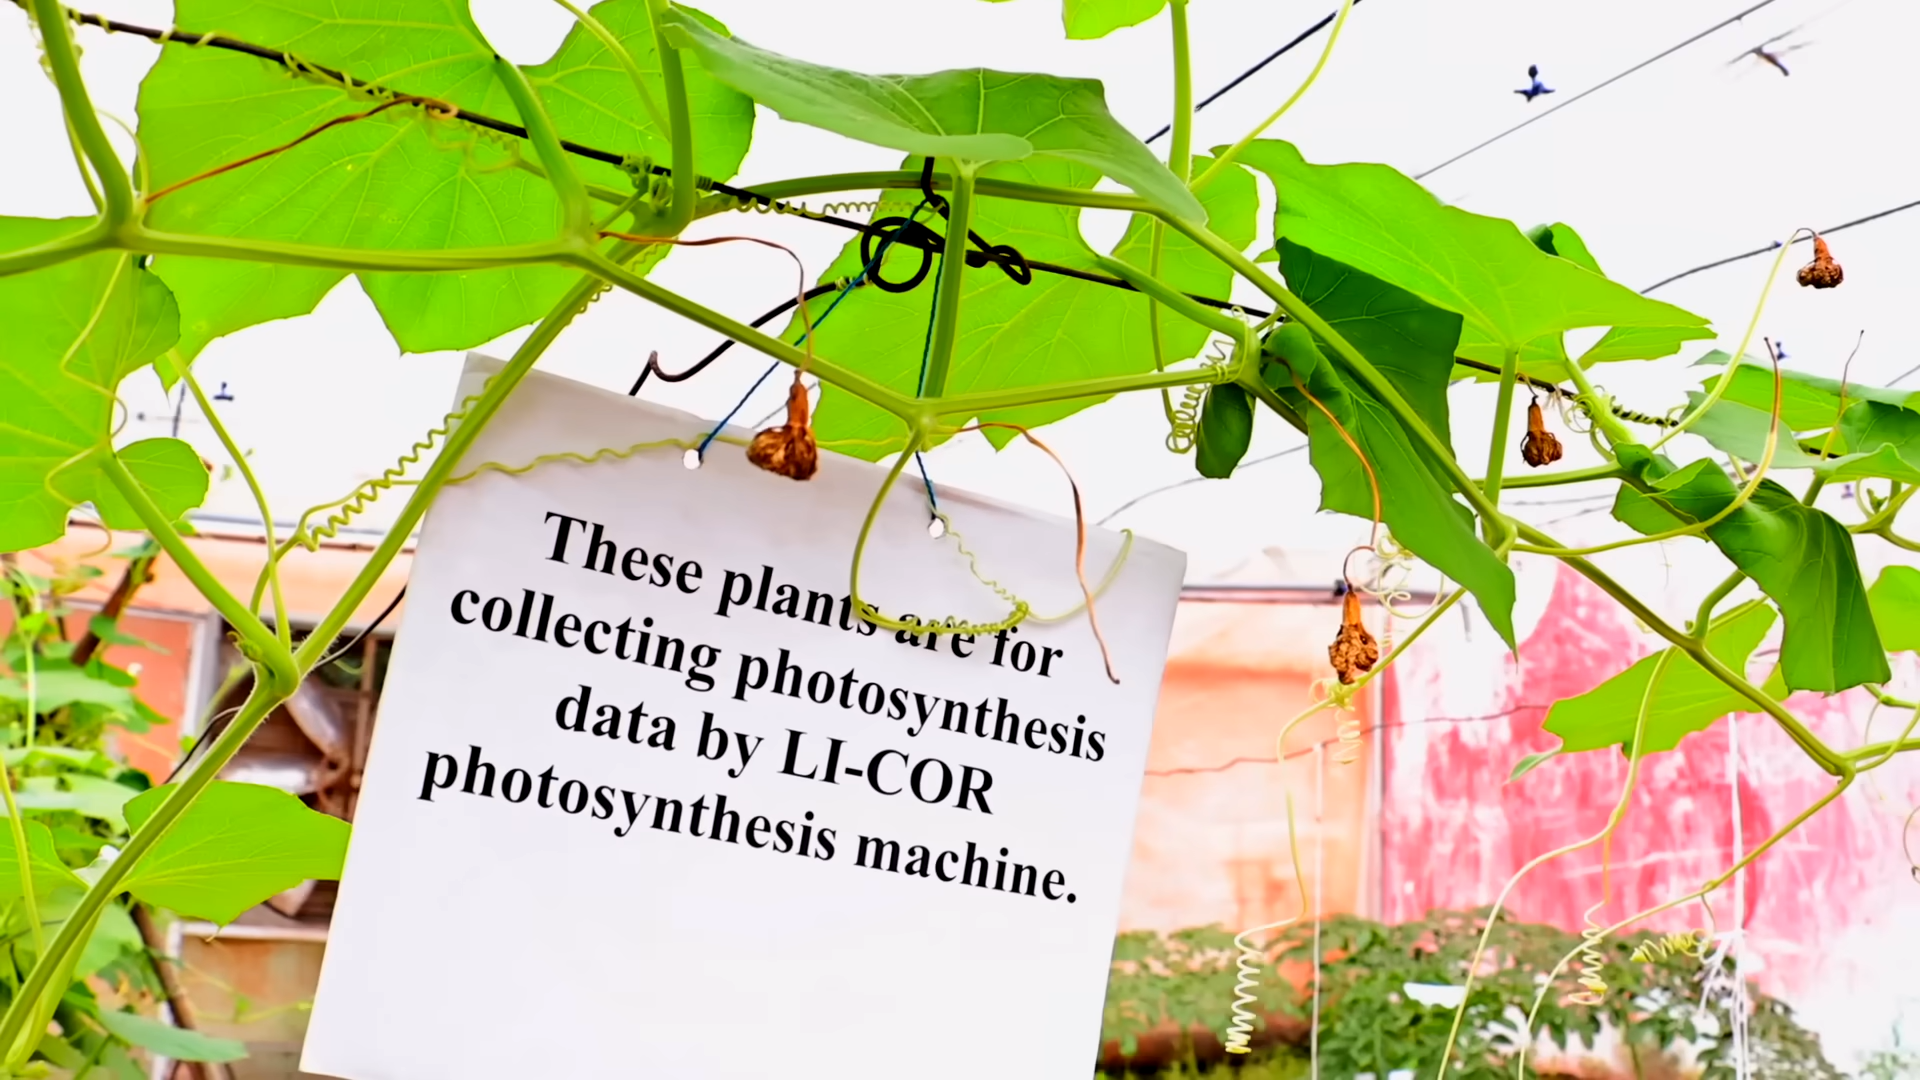 These plants are for
collecting photosynthesis
data by LI-COR
photosynthesis machine.